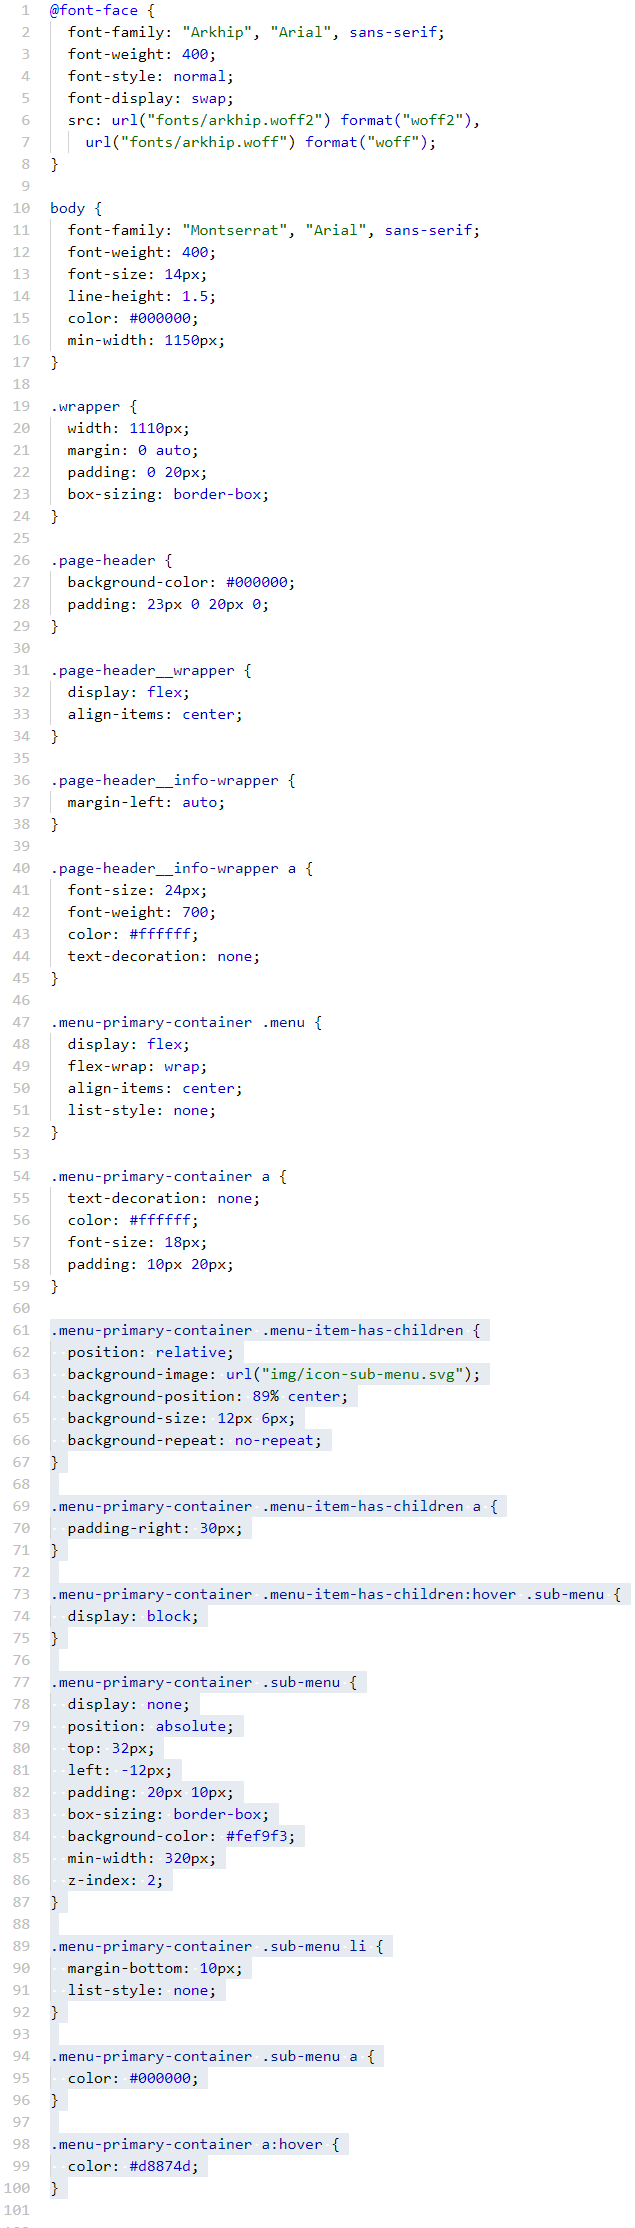 1 @font-face {
2 font-family: "Arkhip", "Arial", sans-serif;
3 font-weight: 400;
4 font-style: normal;
5 font-display: swap;
6 src: url("fonts/arkhip.woff2") format("woff2"),
7 url("fonts/arkhip.woff") format("woff");
8 }
9
10 body {
11 font-family: "Montserrat", "Arial", sans-serif;
12 font-weight: 400;
13 font-size: 14px;
14 line-height: 1.5;
15 color: #000000;
16 min-width: 1150px;
17 }
18
19 .wrapper {
20 width: 1110px;
21 margin: 0 auto;
22 padding: 0 20px;
23 box-sizing: border-box;
24 }
25
26 .page-header {
27 background-color: #000000;
28 padding: 23px 0 20px 0;
29 }
30
31 .page-header__wrapper {
32 display: flex;
33 align-items: center;
34 }
35
36 .page-header__info-wrapper {
37 margin-left: auto;
38 }
39
40 .page-header__info-wrapper a {
41 font-size: 24px;
42 font-weight: 700;
43 color: #ffffff;
44 text-decoration: none;
45 }
46
47 .menu-primary-container .menu {
48 display: flex;
49 flex-wrap: wrap;
50 align-items: center;
51 list-style: none;
52 }
53
54 .menu-primary-container a {
55 text-decoration: none;
56 color: #ffffff;
57 font-size: 18px;
58 padding: 10px 20px;
59 }
60
61 .menu-primary-container .menu-item-has-children {
62 position: relative;
63 background-image: url("img/icon-sub-menu.svg");
64 background-position: 89% center;
65 background-size: 12px 6px;
66 background-repeat: no-repeat;
67 }
68
69 .menu-primary-container .menu-item-has-children a {
70 padding-right: 30px;
71 }
72
73 .menu-primary-container .menu-item-has-children:hover .sub-menu {
74 display: block;
75 }
76
77 .menu-primary-container .sub-menu {
78 display: none;
79 position: absolute;
80 top: 32px;
81 left: -12px;
82 padding: 20px 10px;
83 box-sizing: border-box;
84 background-color: #fef9f3;
85 min-width: 320px;
86 z-index: 2;
87 }
88
89 .menu-primary-container .sub-menu li {
90 margin-bottom: 10px;
91 list-style: none;
92 }
93
94 .menu-primary-container .sub-menu a {
95 color: #000000;
96 }
97
98 .menu-primary-container a:hover {
99 color: #d8874d;
100 }
101